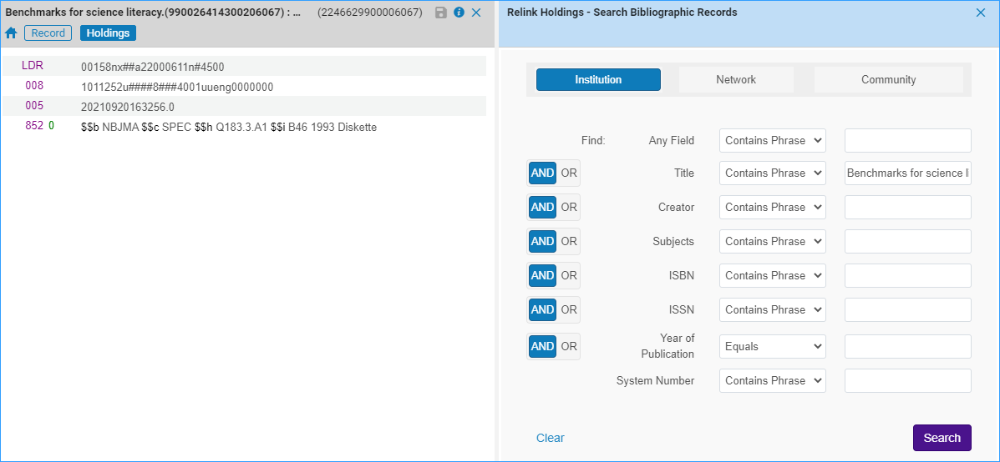 Benchmarks for science literacy.(990026414300206067) : ... (2246629900006067)
Record Holdings
LDR 00158nx##a22000611n#4500
008 1011252u####8###4001uueng0000000
005 20210920163256.0
852 0 $$b NBJMA $$c SPEC $$h Q183.3.A1 $$i B46 1993 Diskette
Relink Holdings - Search Bibliographic Records
Institution Network Community
Find: Any Field Contains Phrase
AND OR Title Contains Phrase Benchmarks for science li
AND OR Creator Contains Phrase
AND OR Subjects Contains Phrase
AND OR ISBN Contains Phrase
AND OR ISSN Contains Phrase
AND OR Year of Publication Equals
System Number Contains Phrase
Clear Search